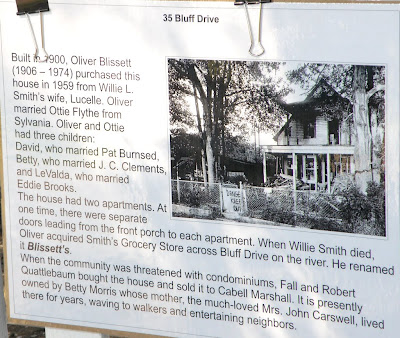 35 Bluff Drive
Built in 1900, Oliver Blissett
(1906 – 1974) purchased this
house in 1959 from Willie L.
Smith's wife, Lucelle. Oliver
married Ottie Flythe from
Sylvania. Oliver and Ottie
had three children:
David, who married Pat Burnsed,
Betty, who married J. C. Clements,
and LeValda, who married
Eddie Brooks.
The house had two apartments. At
one time, there were separate
doors leading from the front porch to each apartment. When Willie Smith died,
Oliver acquired Smith's Grocery Store across Bluff Drive on the river. He renamed
it Blissett's.
When the community was threatened with condominiums, Fall and Robert
Quattlebaum bought the house and sold it to Cabell Marshall. It is presently
owned by Betty Morris whose mother, the much-loved Mrs. John Carswell, lived
there for years, waving to walkers and entertaining neighbors.